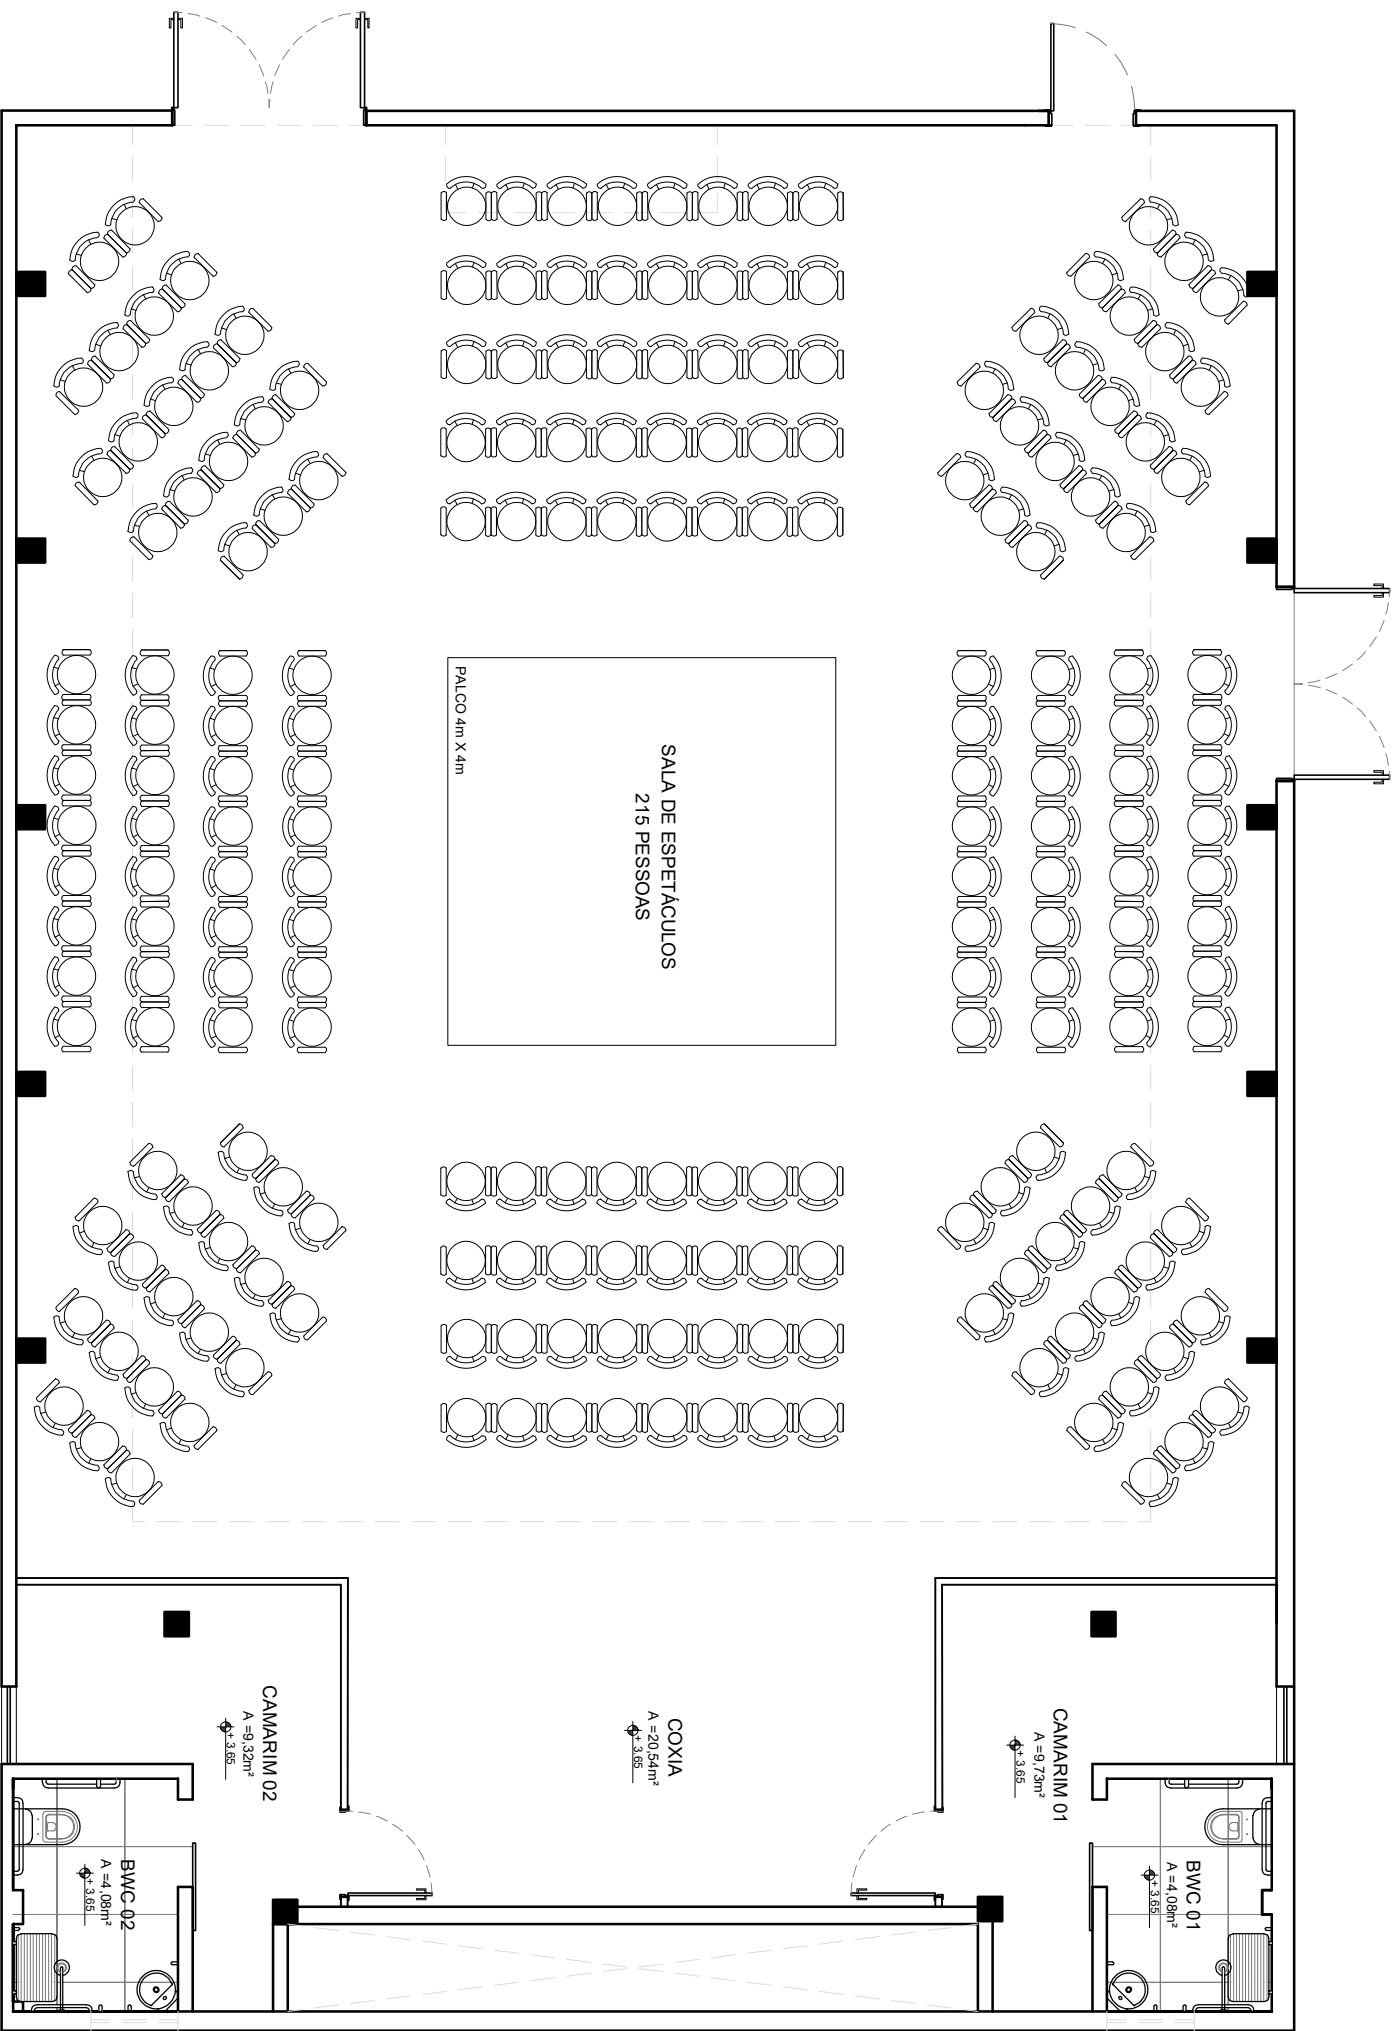 SALA DE ESPETÁCULOS
215 PESSOAS
PALCO 4m X 4m
CAMARIM 01
A =9,73m²
+ 3.65
COXIA
A =20,54m²
+ 3.65
CAMARIM 02
A =9,32m²
+ 3.65
BWC 01
A =4,08m²
+ 3.65
BWC 02
A =4,08m²
+ 3.65